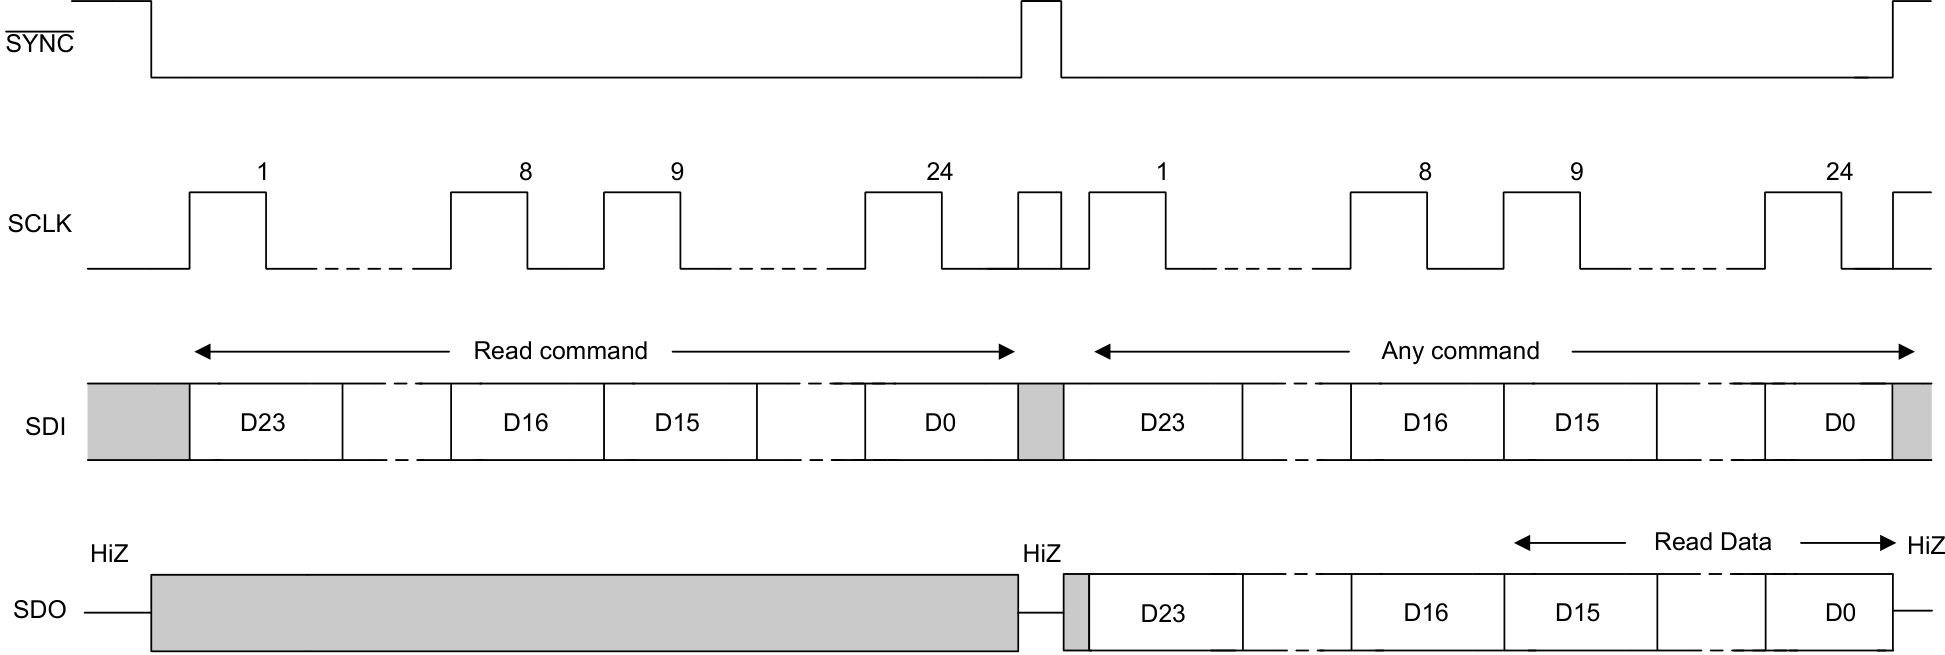 SYNC
1 8 9 24 1 8 9 24
SCLK
Read command Any command
SDI D23 D16 D15 D0 D23 D16 D15 D0
HiZ HiZ Read Data HiZ
SDO D23 D16 D15 D0